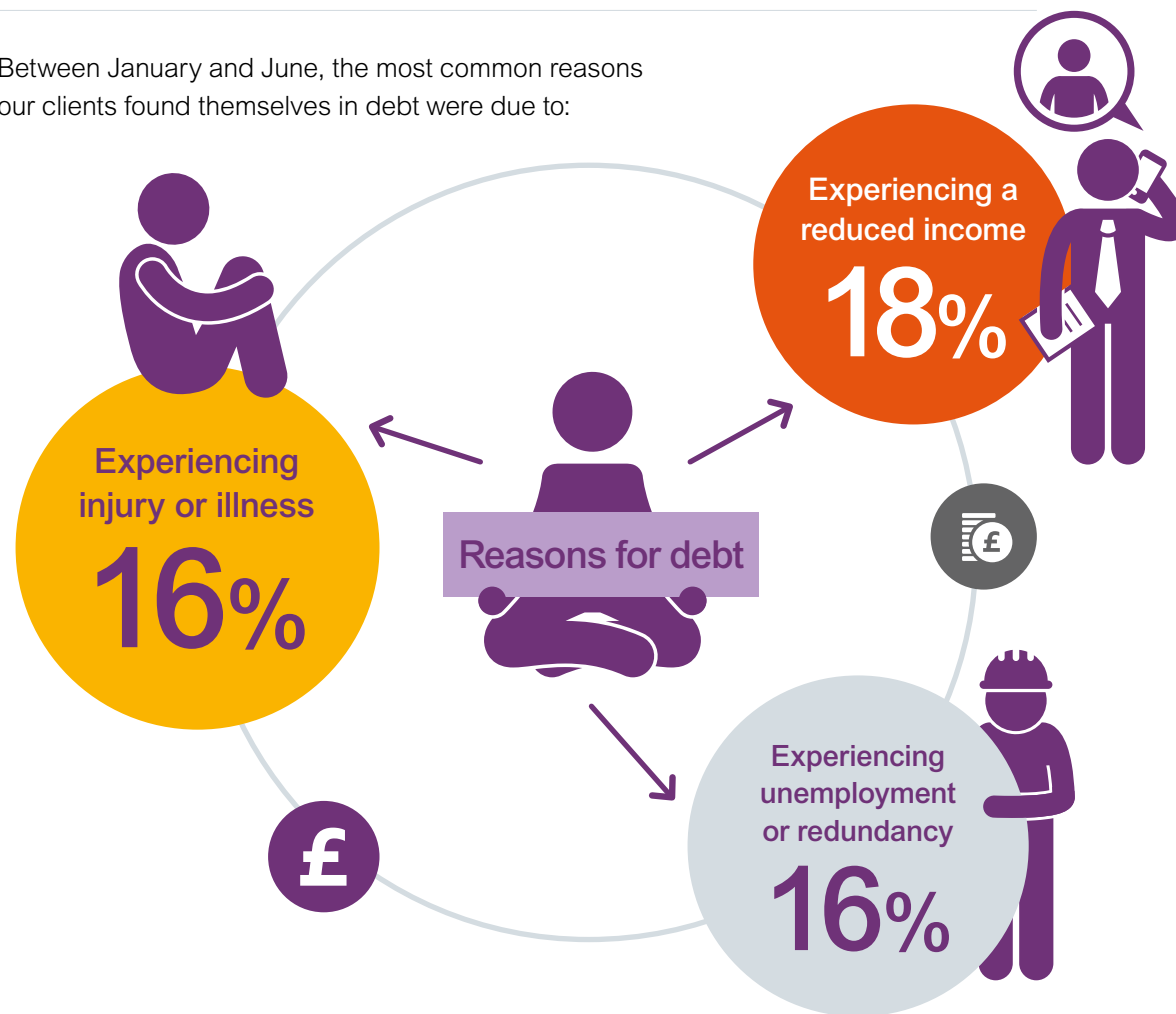 Between January and June, the most common reasons
our clients found themselves in debt were due to:
Experiencing a
reduced income
18%
Experiencing
injury or illness
16%
Reasons for debt
£
Experiencing
unemployment
or redundancy
16%
£